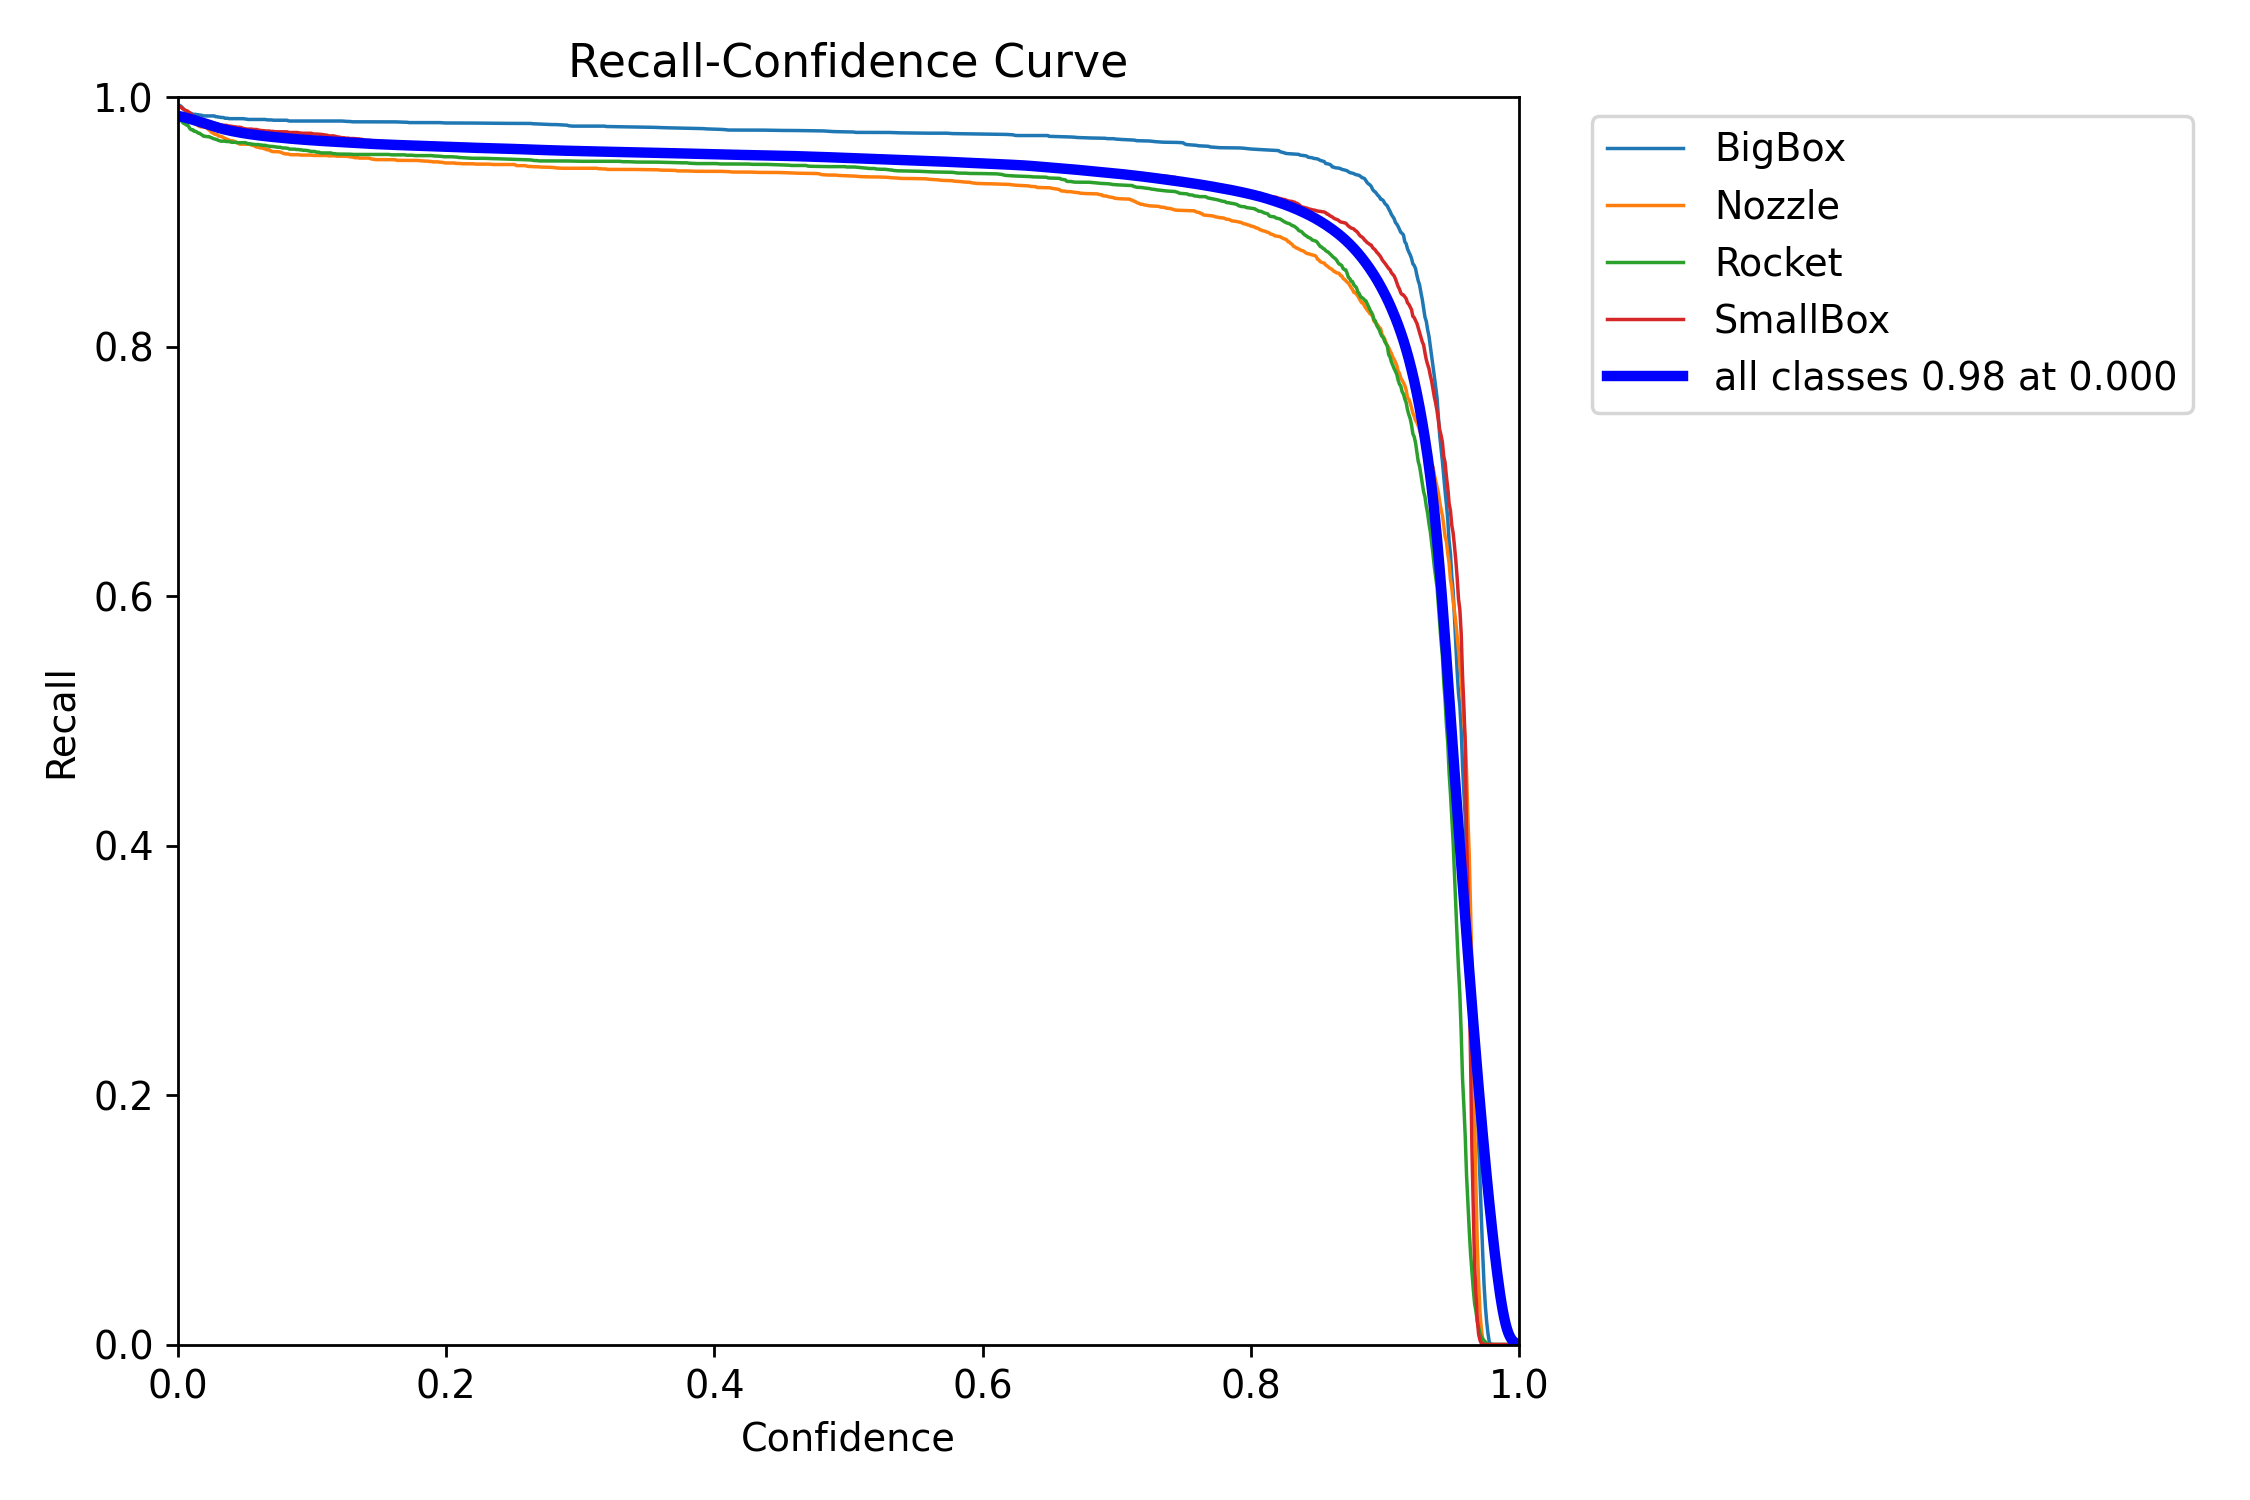 Recall-Confidence Curve
1.0
0.8
0.6
0.4
0.2
0.0
Recall
0.0 0.2 0.4 0.6 0.8 1.0
Confidence
BigBox
Nozzle
Rocket
SmallBox
all classes 0.98 at 0.000